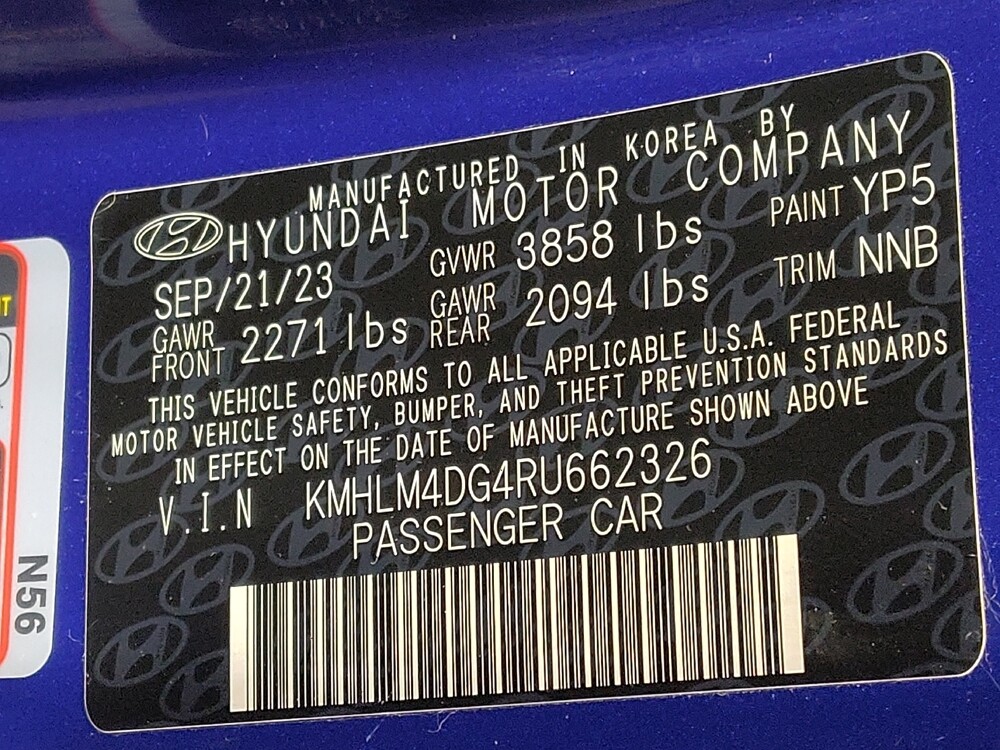 MANUFACTURED IN KOREA BY
HYUNDAI MOTOR COMPANY
SEP/21/23 GVWR 3858 lbs PAINT YP5
GAWR FRONT 2271 lbs GAWR REAR 2094 lbs TRIM NNB
THIS VEHICLE CONFORMS TO ALL APPLICABLE U.S.A. FEDERAL
MOTOR VEHICLE SAFETY, BUMPER, AND THEFT PREVENTION STANDARDS
IN EFFECT ON THE DATE OF MANUFACTURE SHOWN ABOVE
V.I.N KMHLM4DG4RU662326
PASSENGER CAR
N56